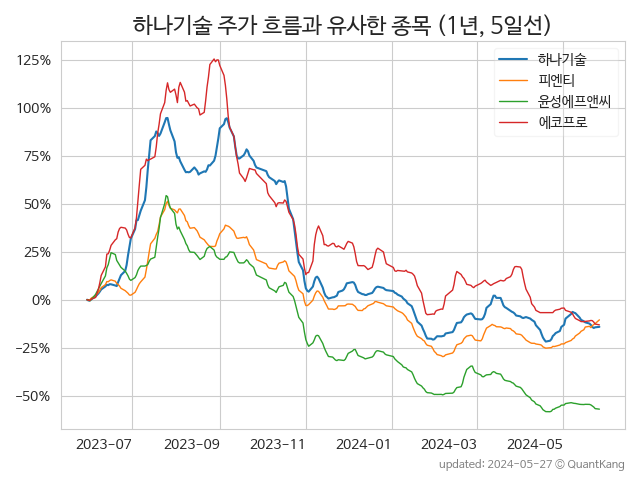 하나기술 주가 흐름과 유사한 종목 (1년, 5일선)
하나기술
피엔티
윤성에프앤씨
에코프로
125%
100%
75%
50%
25%
0%
−25%
−50%
2023-07 2023-09 2023-11 2024-01 2024-03 2024-05
updated: 2024-05-27 © QuantKang